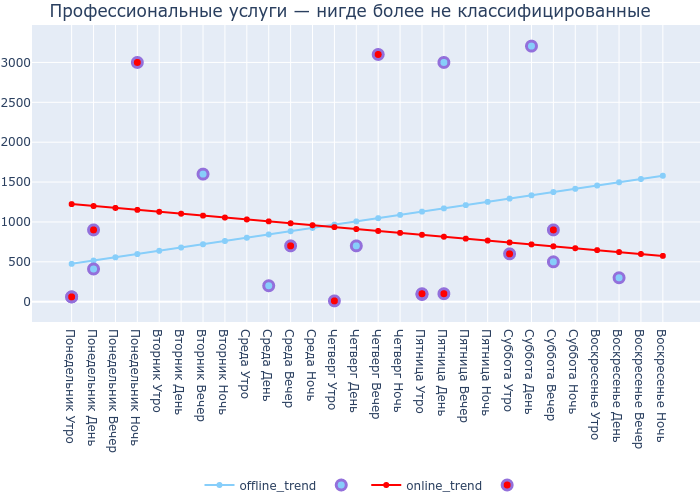 Профессиональные услуги — нигде более не классифицированные
3000
2500
2000
1500
1000
500
0
Понедельник Утро
Понедельник День
Понедельник Вечер
Понедельник Ночь
Вторник Утро
Вторник День
Вторник Вечер
Вторник Ночь
Среда Утро
Среда День
Среда Вечер
Среда Ночь
Четверг Утро
Четверг День
Четверг Вечер
Четверг Ночь
Пятница Утро
Пятница День
Пятница Вечер
Пятница Ночь
Суббота Утро
Суббота День
Суббота Вечер
Суббота Ночь
Воскресенье Утро
Воскресенье День
Воскресенье Вечер
Воскресенье Ночь
offline_trend
online_trend